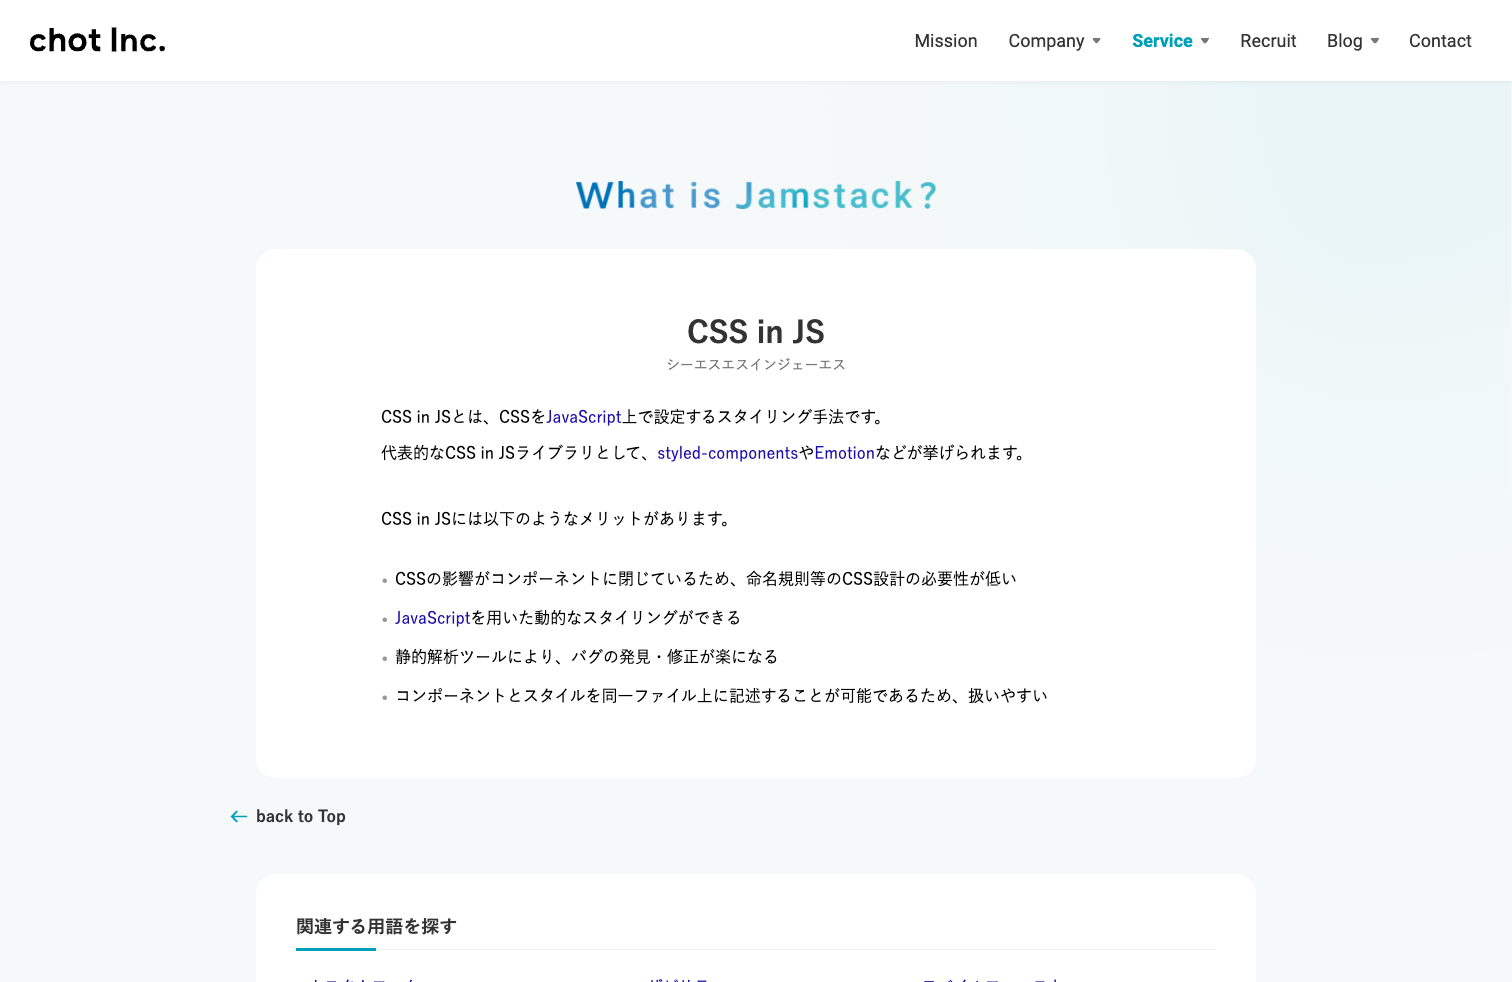 chot Inc.
Mission Company Service Recruit Blog Contact
What is Jamstack?
CSS in JS
シーエスエスインジェーエス
CSS in JSとは、CSSをJavaScript上で設定するスタイリング手法です。
代表的なCSS in JSライブラリとして、styled-componentsやEmotionなどが挙げられます。
CSS in JSには以下のようなメリットがあります。
• CSSの影響がコンポーネントに閉じているため、命名規則等のCSS設計の必要性が低い
• JavaScriptを用いた動的なスタイリングができる
• 静的解析ツールにより、バグの発見・修正が楽になる
• コンポーネントとスタイルを同一ファイル上に記述することが可能であるため、扱いやすい
← back to Top
関連する用語を探す